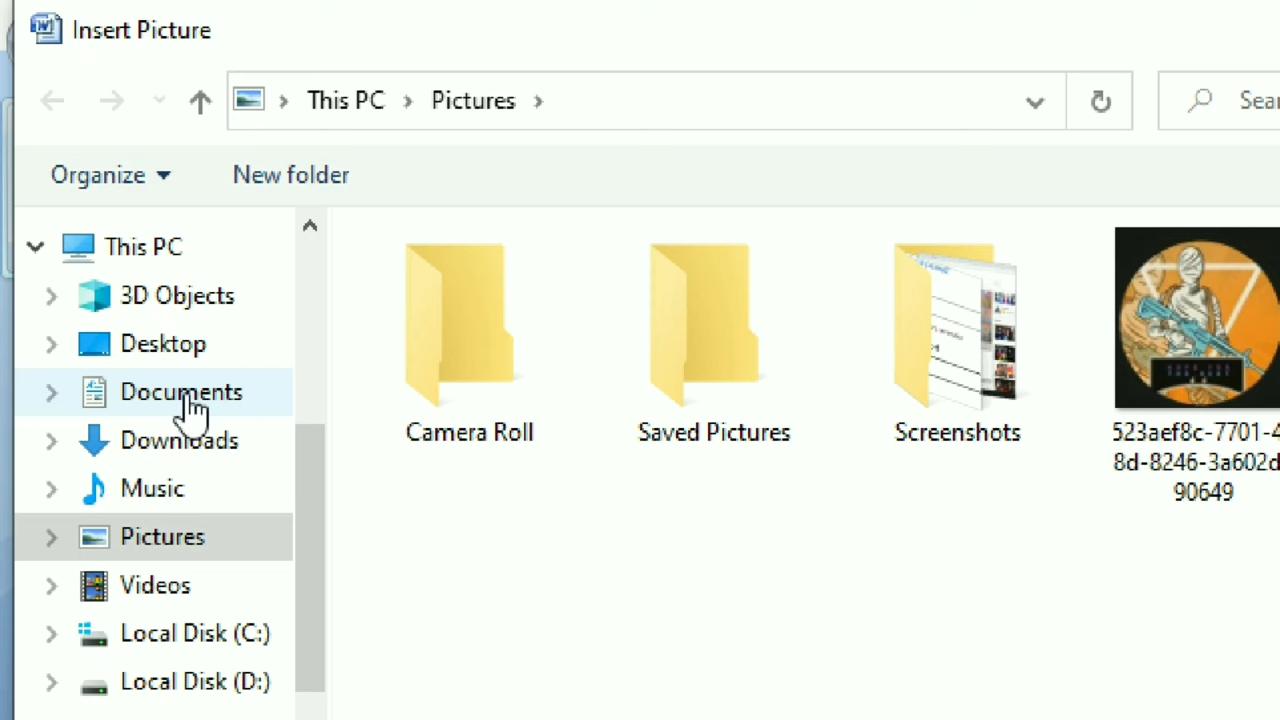 Insert Picture
This PC > Pictures >
Organize
New folder
This PC
3D Objects
Desktop
Documents
Downloads
Music
Pictures
Videos
Local Disk (C:)
Local Disk (D:)
Camera Roll
Saved Pictures
Screenshots
523aef8c-7701-4
8d-8246-3a602d
90649